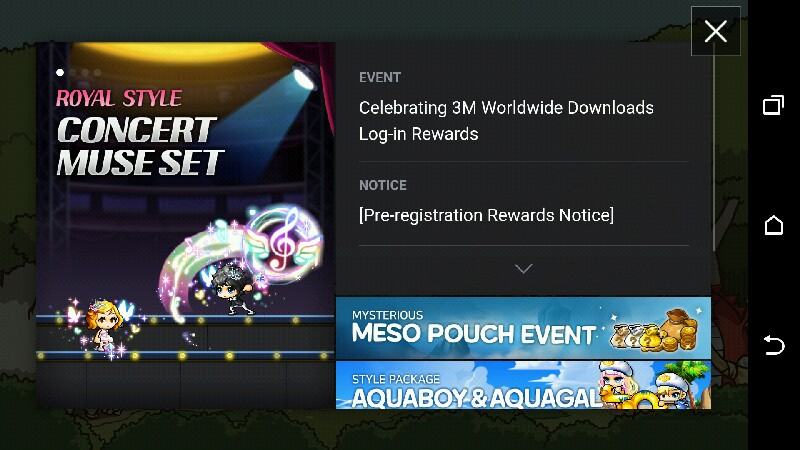 ROYAL STYLE
CONCERT
MUSE SET
EVENT
Celebrating 3M Worldwide Downloads
Log-in Rewards
NOTICE
[Pre-registration Rewards Notice]
MYSTERIOUS
MESO POUCH EVENT
STYLE PACKAGE
AQUABOY & AQUAGAL